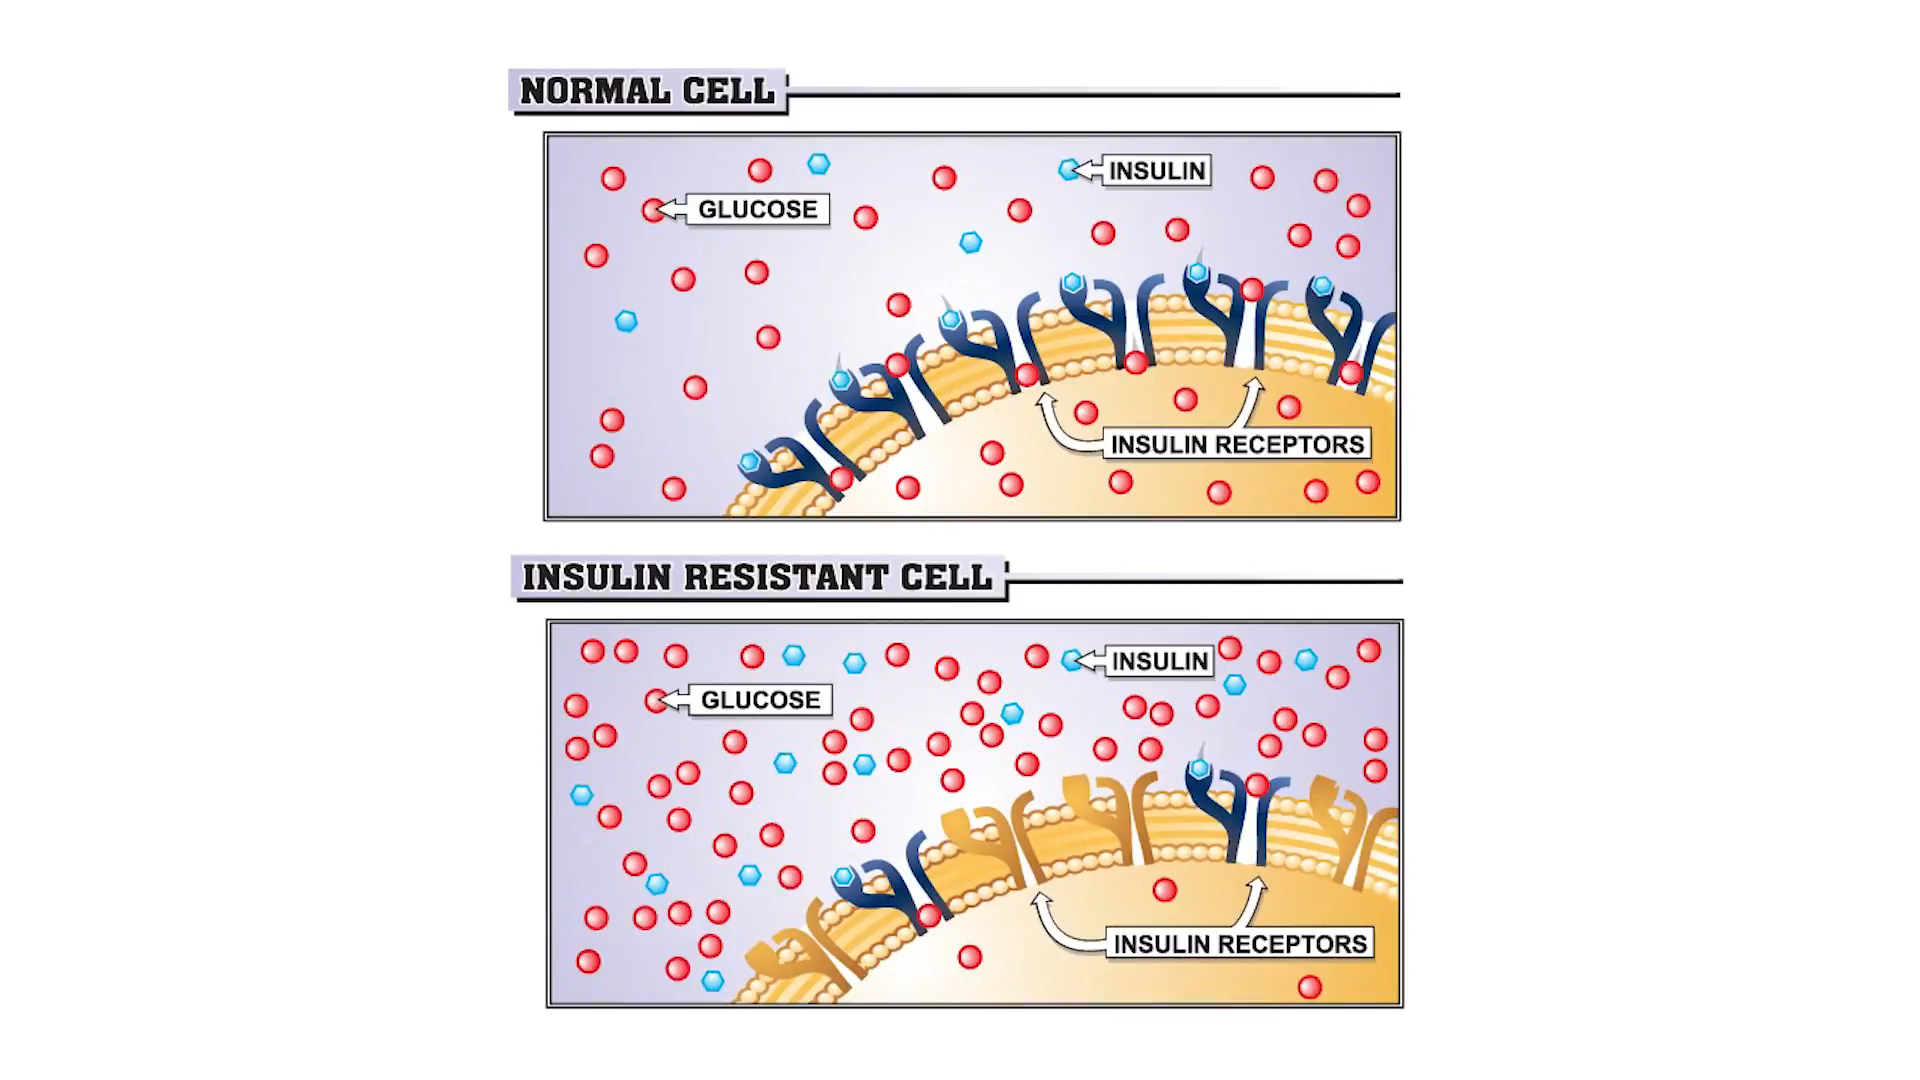 NORMAL CELL
INSULIN
GLUCOSE
INSULIN RECEPTORS
INSULIN RESISTANT CELL
INSULIN
GLUCOSE
INSULIN RECEPTORS